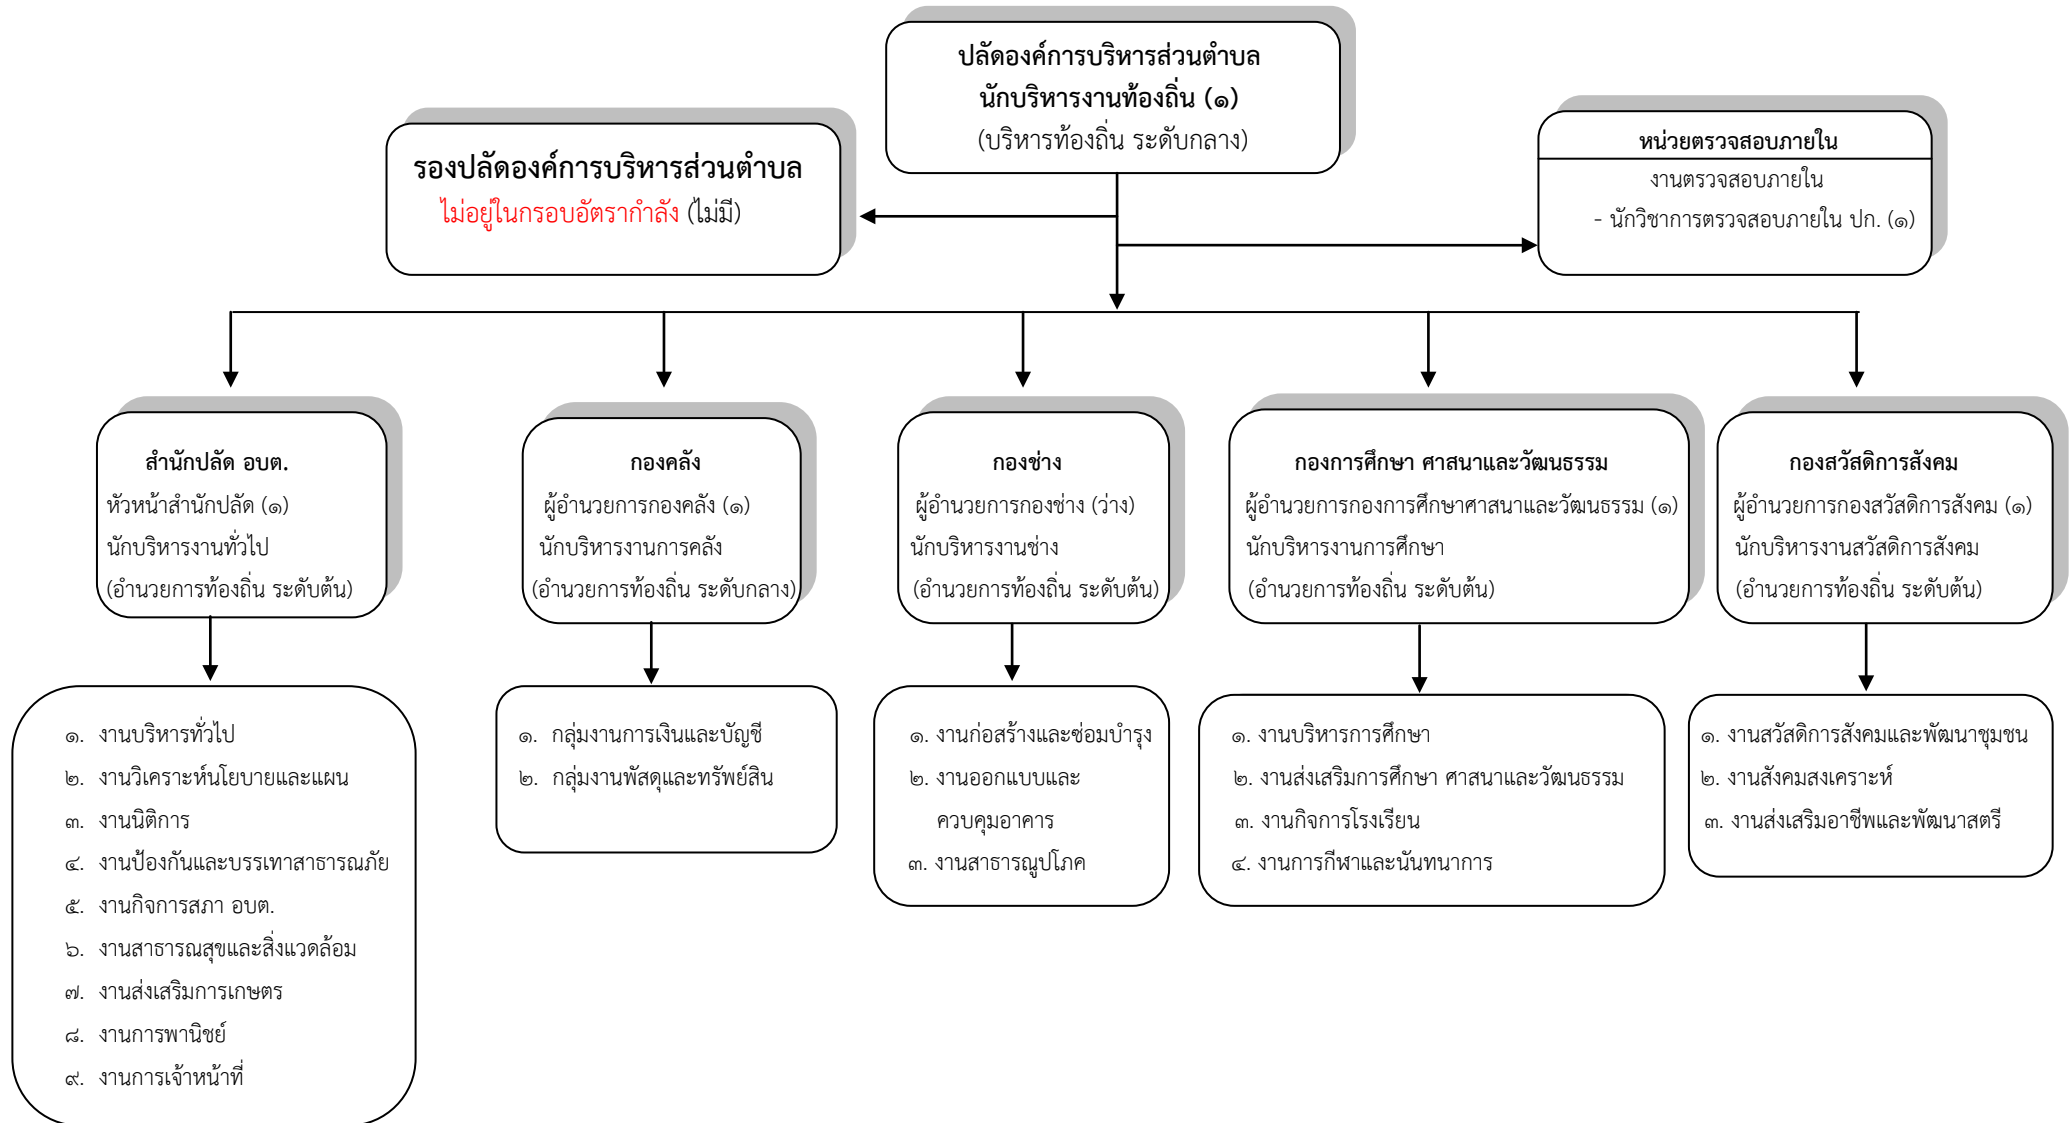 ปลัดองค์การบริหารส่วนตำบล
นักบริหารงานท้องถิ่น (๑)
(บริหารท้องถิ่น ระดับกลาง)
รองปลัดองค์การบริหารส่วนตำบล
ไม่อยู่ในกรอบอัตรากำลัง (ไม่มี)
หน่วยตรวจสอบภายใน
งานตรวจสอบภายใน
- นักวิชาการตรวจสอบภายใน ปก. (๑)
สำนักปลัด อบต.
หัวหน้าสำนักปลัด (๑)
นักบริหารงานทั่วไป
(อำนวยการท้องถิ่น ระดับต้น)
กองคลัง
ผู้อำนวยการกองคลัง (๑)
นักบริหารงานการคลัง
(อำนวยการท้องถิ่น ระดับกลาง)
กองช่าง
ผู้อำนวยการกองช่าง (ว่าง)
นักบริหารงานช่าง
(อำนวยการท้องถิ่น ระดับต้น)
กองการศึกษา ศาสนาและวัฒนธรรม
ผู้อำนวยการกองการศึกษาศาสนาและวัฒนธรรม (๑)
นักบริหารงานการศึกษา
(อำนวยการท้องถิ่น ระดับต้น)
กองสวัสดิการสังคม
ผู้อำนวยการกองสวัสดิการสังคม (๑)
นักบริหารงานสวัสดิการสังคม
(อำนวยการท้องถิ่น ระดับต้น)
๑. งานบริหารทั่วไป
๒. งานวิเคราะห์นโยบายและแผน
๓. งานนิติการ
๔. งานป้องกันและบรรเทาสาธารณภัย
๕. งานกิจการสภา อบต.
๖. งานสาธารณสุขและสิ่งแวดล้อม
๗. งานส่งเสริมการเกษตร
๘. งานการพานิชย์
๙. งานการเจ้าหน้าที่
๑. กลุ่มงานการเงินและบัญชี
๒. กลุ่มงานพัสดุและทรัพย์สิน
๑. งานก่อสร้างและซ่อมบำรุง
๒. งานออกแบบและ
ควบคุมอาคาร
๓. งานสาธารณูปโภค
๑. งานบริหารการศึกษา
๒. งานส่งเสริมการศึกษา ศาสนาและวัฒนธรรม
๓. งานกิจการโรงเรียน
๔. งานการกีฬาและนันทนาการ
๑. งานสวัสดิการสังคมและพัฒนาชุมชน
๒. งานสังคมสงเคราะห์
๓. งานส่งเสริมอาชีพและพัฒนาสตรี